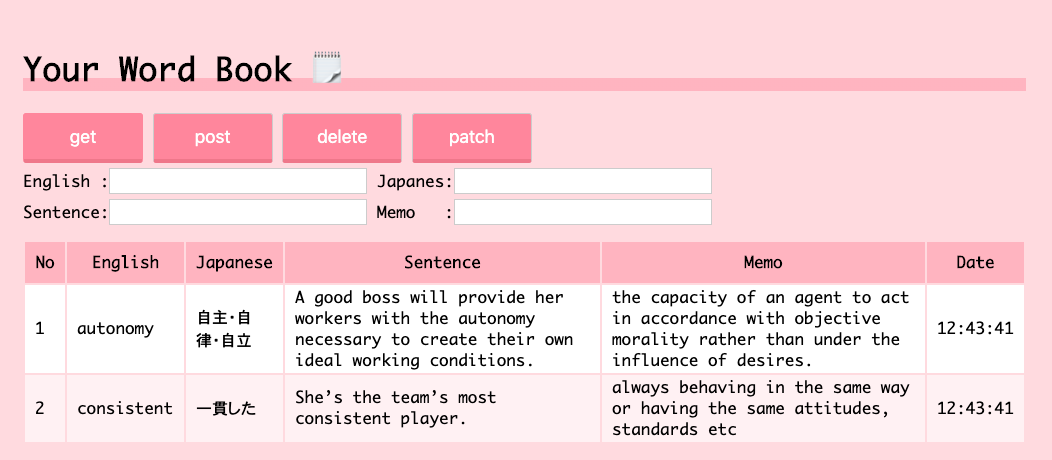 Your Word Book
get post delete patch
English : Japanes:
Sentence: Memo :
No English Japanese Sentence Memo Date
1 autonomy 自主・自律・自立 A good boss will provide her workers with the autonomy necessary to create their own ideal working conditions. the capacity of an agent to act in accordance with objective morality rather than under the influence of desires. 12:43:41
2 consistent 一貫した She’s the team’s most consistent player. always behaving in the same way or having the same attitudes, standards etc 12:43:41